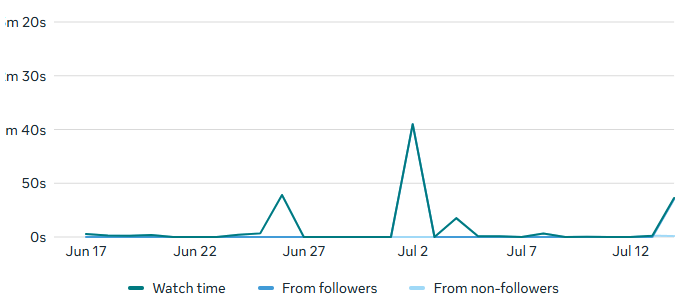 m 20s
m 30s
m 40s
50s
0s
Jun 17 Jun 22 Jun 27 Jul 2 Jul 7 Jul 12
Watch time From followers From non-followers